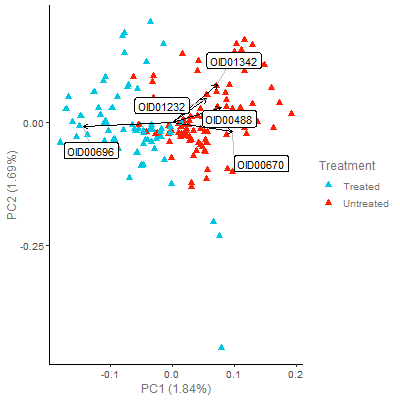 OID01342
OID01232
OID00488
OID00696
OID00670
0.00
-0.25
PC2 (1.69%)
-0.1
0.0
0.1
0.2
PC1 (1.84%)
Treatment
Treated
Untreated